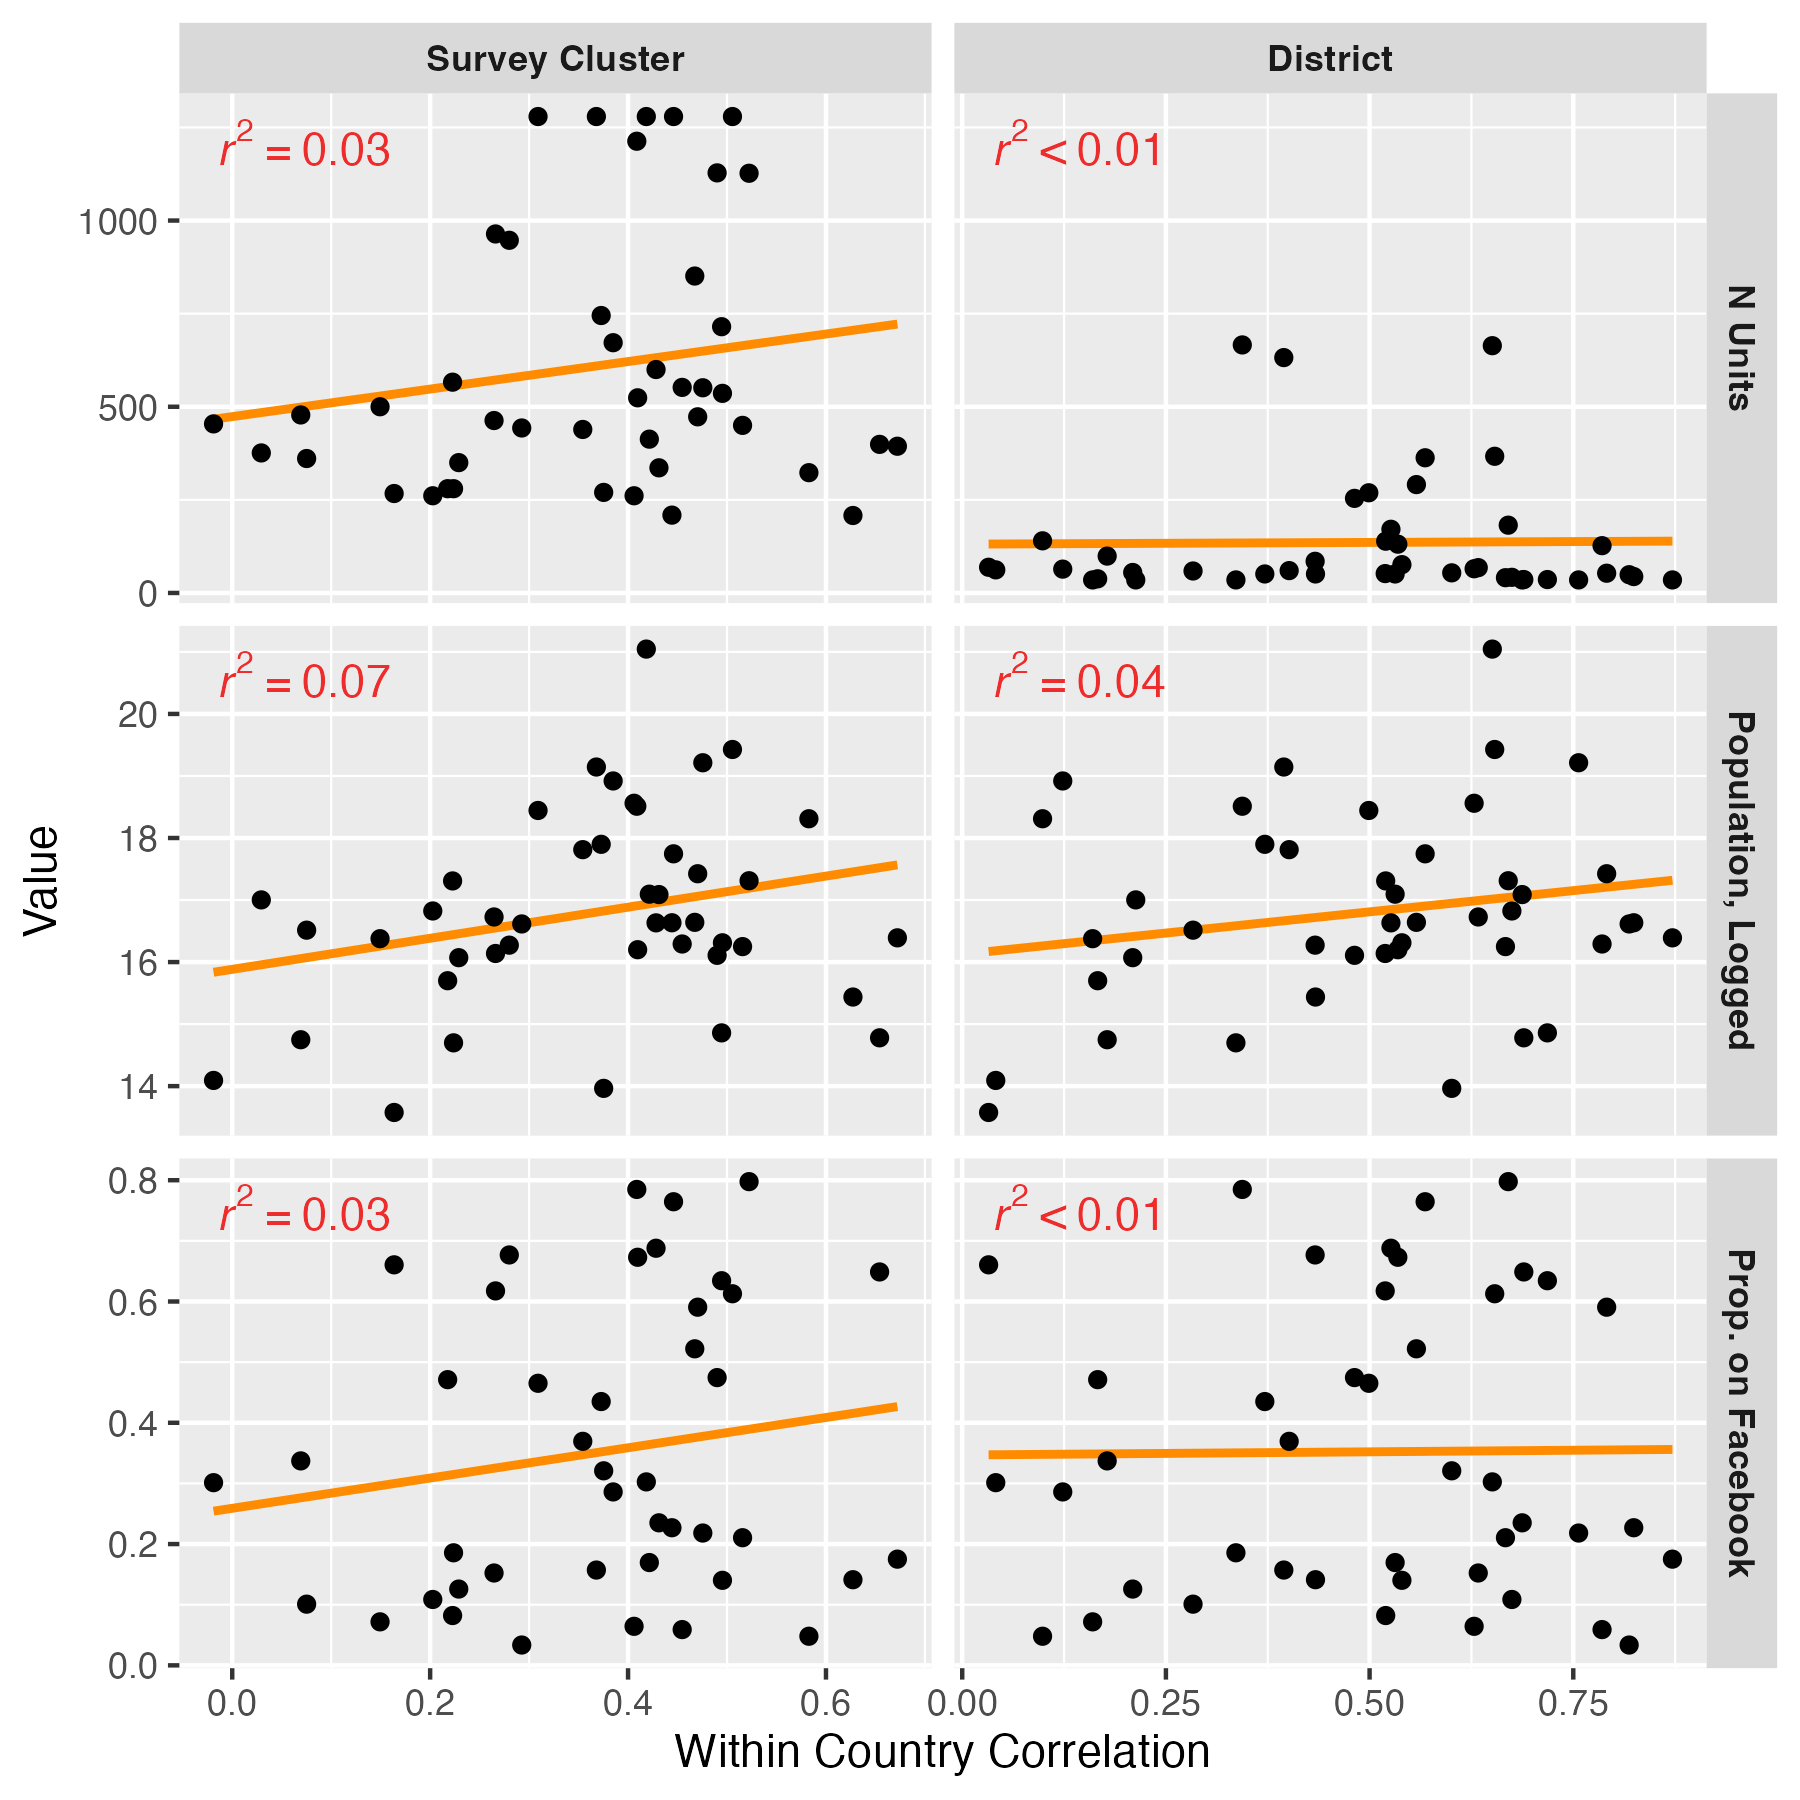 Survey Cluster
District
r² = 0.03
r² < 0.01
1000
500
0
N Units
r² = 0.07
r² = 0.04
20
18
16
14
Population, Logged
r² = 0.03
r² < 0.01
0.8
0.6
0.4
0.2
0.0
Prop. on Facebook
Value
0.0 0.2 0.4 0.6 0.00 0.25 0.50 0.75
Within Country Correlation